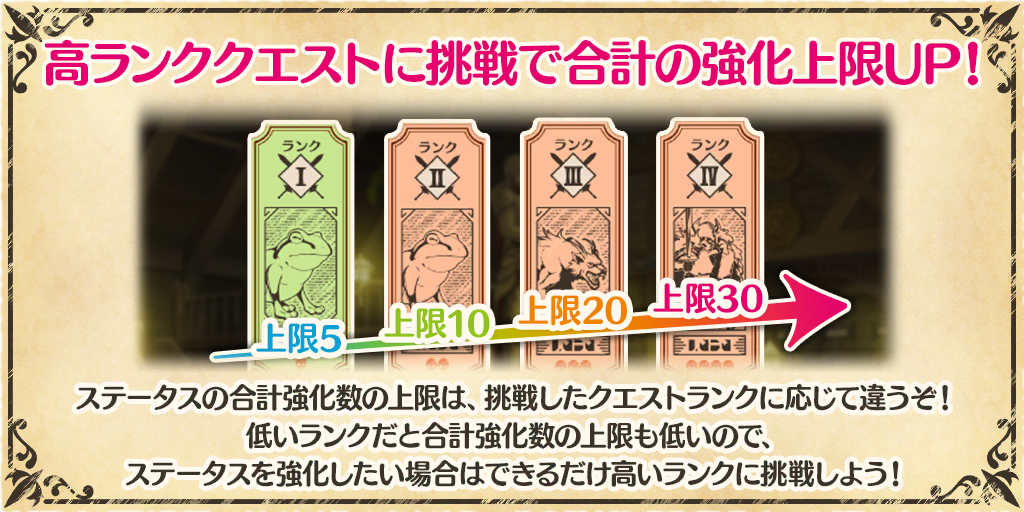 高ランククエストに挑戦で合計の強化上限UP!
ランク ランク ランク ランク
I II III IV
上限5 上限10 上限20 上限30
ステータスの合計強化数の上限は、挑戦したクエストランクに応じて違うぞ!
低いランクだと合計強化数の上限も低いので、
ステータスを強化したい場合はできるだけ高いランクに挑戦しよう!